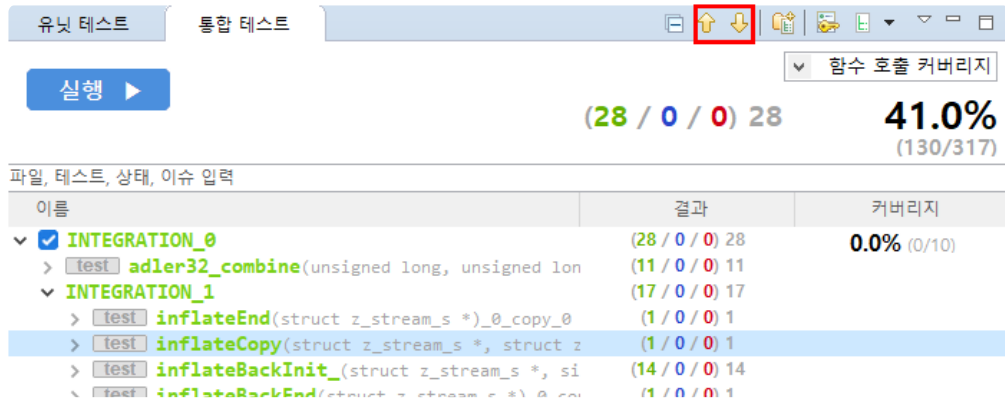 유닛 테스트 통합 테스트
함수 호출 커버리지
실행
(28 / 0 / 0) 28 41.0%
(130/317)
파일, 테스트, 상태, 이슈 입력
이름 결과 커버리지
INTEGRATION_0 (28 / 0 / 0) 28 0.0% (0/10)
test adler32_combine(unsigned long, unsigned lon (11 / 0 / 0) 11
INTEGRATION_1 (17 / 0 / 0) 17
test inflateEnd(struct z_stream_s *)_0_copy_0 (1 / 0 / 0) 1
test inflateCopy(struct z_stream_s *, struct z (1 / 0 / 0) 1
test inflateBackInit_(struct z_stream_s *, si (14 / 0 / 0) 14
test inflateBackEnd(struct z_stream_s *)_0_cop (1 / 0 / 0) 1